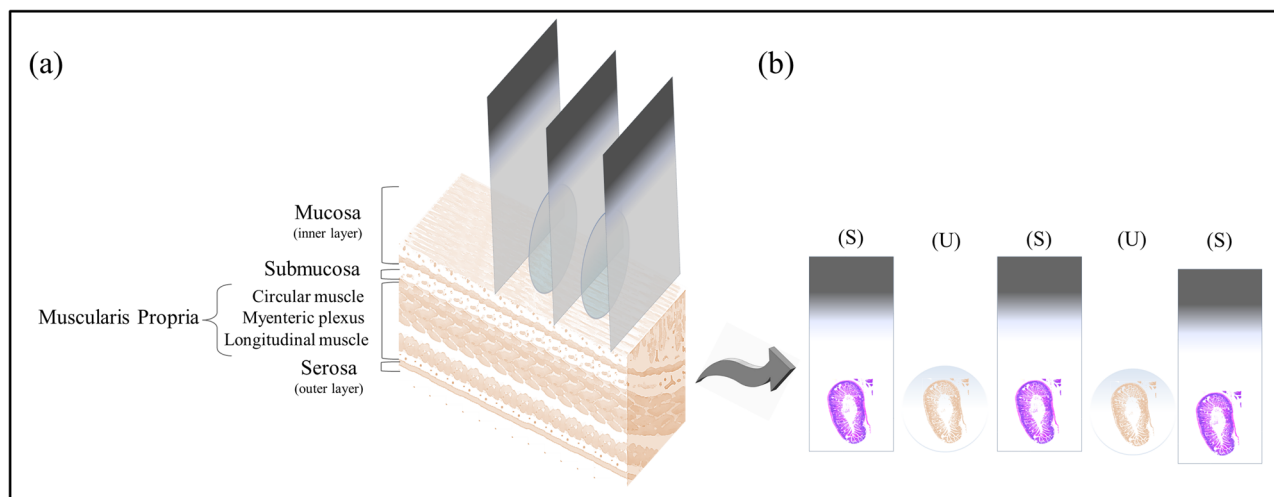 (a)
Mucosa
(inner layer)
Submucosa
Muscularis Propria
Circular muscle
Myenteric plexus
Longitudinal muscle
Serosa
(outer layer)
(b)
(S)
(U)
(S)
(U)
(S)